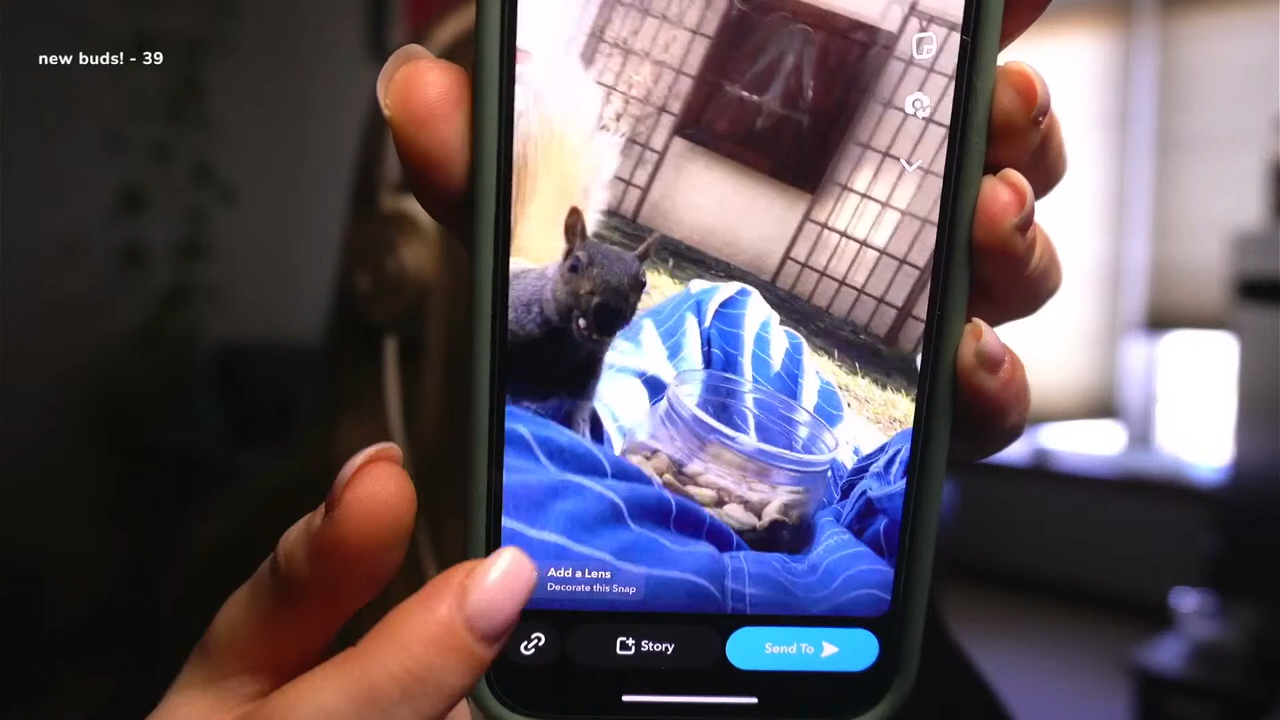 new buds! - 39
Add a Lens
Decorate this Snap
Story
Send To